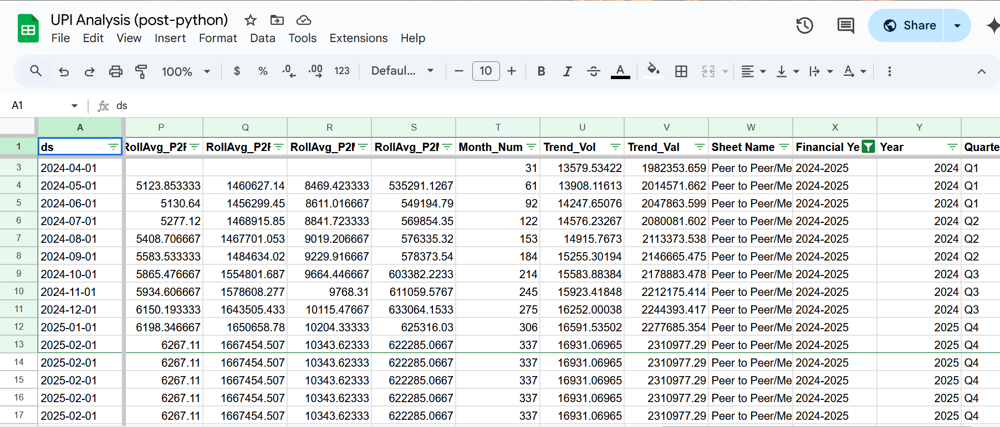 UPI Analysis (post-python)
File Edit View Insert Format Data Tools Extensions Help
Share
100% $ % .0 .00 123 Defaul... 10 B I A A
A1 fx ds
A P Q R S T U V W X Y
1 ds RollAvg_P2 RollAvg_P2 RollAvg_P2 RollAvg_P2 Month_Num Trend_Vol Trend_Val Sheet Name Financial Ye Year Quarte
3 2024-04-01 31 13579.53422 1982353.659 Peer to Peer/Me 2024-2025 2024 Q1
4 2024-05-01 5123.853333 1460627.14 8469.423333 535291.1267 61 13908.11613 2014571.662 Peer to Peer/Me 2024-2025 2024 Q1
5 2024-06-01 5130.64 1456299.45 8611.016667 549194.79 92 14247.65076 2047863.599 Peer to Peer/Me 2024-2025 2024 Q1
6 2024-07-01 5277.12 1468915.85 8841.723333 569854.35 122 14576.23267 2080081.602 Peer to Peer/Me 2024-2025 2024 Q2
7 2024-08-01 5408.706667 1467701.053 9019.206667 576335.32 153 14915.7673 2113373.538 Peer to Peer/Me 2024-2025 2024 Q2
8 2024-09-01 5583.533333 1484634.02 9229.916667 578373.54 184 15255.30194 2146665.475 Peer to Peer/Me 2024-2025 2024 Q2
9 2024-10-01 5865.476667 1554801.687 9664.446667 603382.2233 214 15583.88384 2178883.478 Peer to Peer/Me 2024-2025 2024 Q3
10 2024-11-01 5934.606667 1578608.277 9768.31 611059.5767 245 15923.41848 2212175.414 Peer to Peer/Me 2024-2025 2024 Q3
11 2024-12-01 6150.193333 1643505.433 10115.47667 633064.1533 275 16252.00038 2244393.417 Peer to Peer/Me 2024-2025 2024 Q3
12 2025-01-01 6198.346667 1650658.78 10204.33333 625316.03 306 16591.53502 2277685.354 Peer to Peer/Me 2024-2025 2025 Q4
13 2025-02-01 6267.11 1667454.507 10343.62333 622285.0667 337 16931.06965 2310977.29 Peer to Peer/Me 2024-2025 2025 Q4
14 2025-02-01 6267.11 1667454.507 10343.62333 622285.0667 337 16931.06965 2310977.29 Peer to Peer/Me 2024-2025 2025 Q4
15 2025-02-01 6267.11 1667454.507 10343.62333 622285.0667 337 16931.06965 2310977.29 Peer to Peer/Me 2024-2025 2025 Q4
16 2025-02-01 6267.11 1667454.507 10343.62333 622285.0667 337 16931.06965 2310977.29 Peer to Peer/Me 2024-2025 2025 Q4
17 2025-02-01 6267.11 1667454.507 10343.62333 622285.0667 337 16931.06965 2310977.29 Peer to Peer/Me 2024-2025 2025 Q4